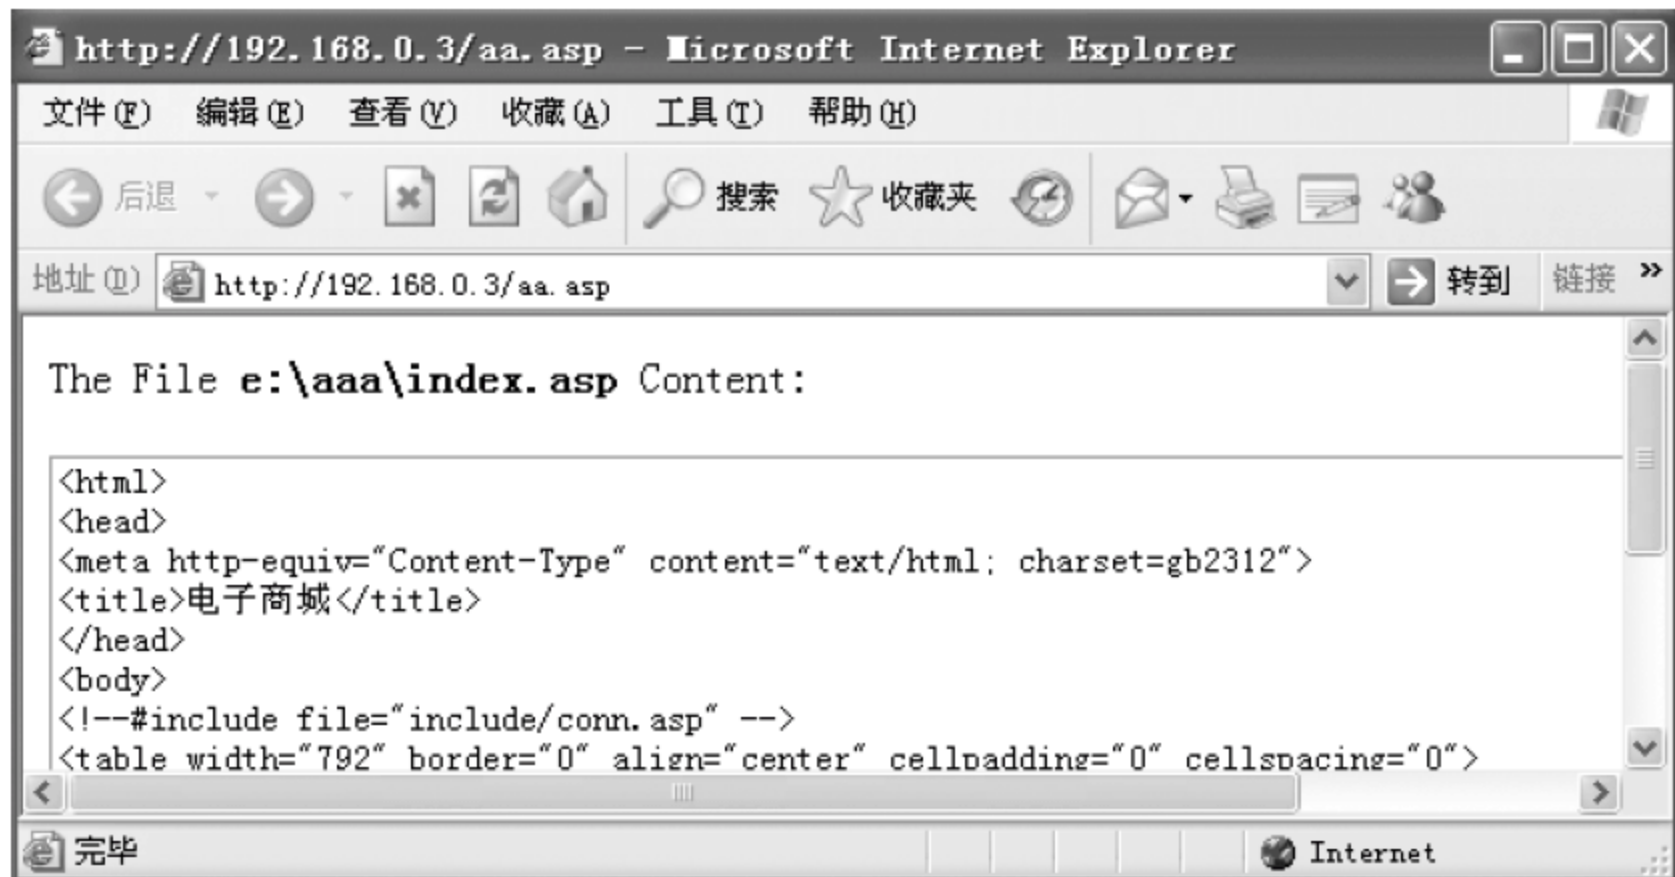 http://192.168.0.3/aa.asp - Microsoft Internet Explorer
文件(F) 编辑(E) 查看(V) 收藏(A) 工具(T) 帮助(H)
后退 搜索 收藏夹
地址(D) http://192.168.0.3/aa.asp 转到 链接 »
The File e:\aaa\index.asp Content:
<html>
<head>
<meta http-equiv="Content-Type" content="text/html; charset=gb2312">
<title>电子商城</title>
</head>
<body>
<!--#include file="include/conn.asp" -->
<table width="792" border="0" align="center" cellpadding="0" cellspacing="0">
完毕 Internet